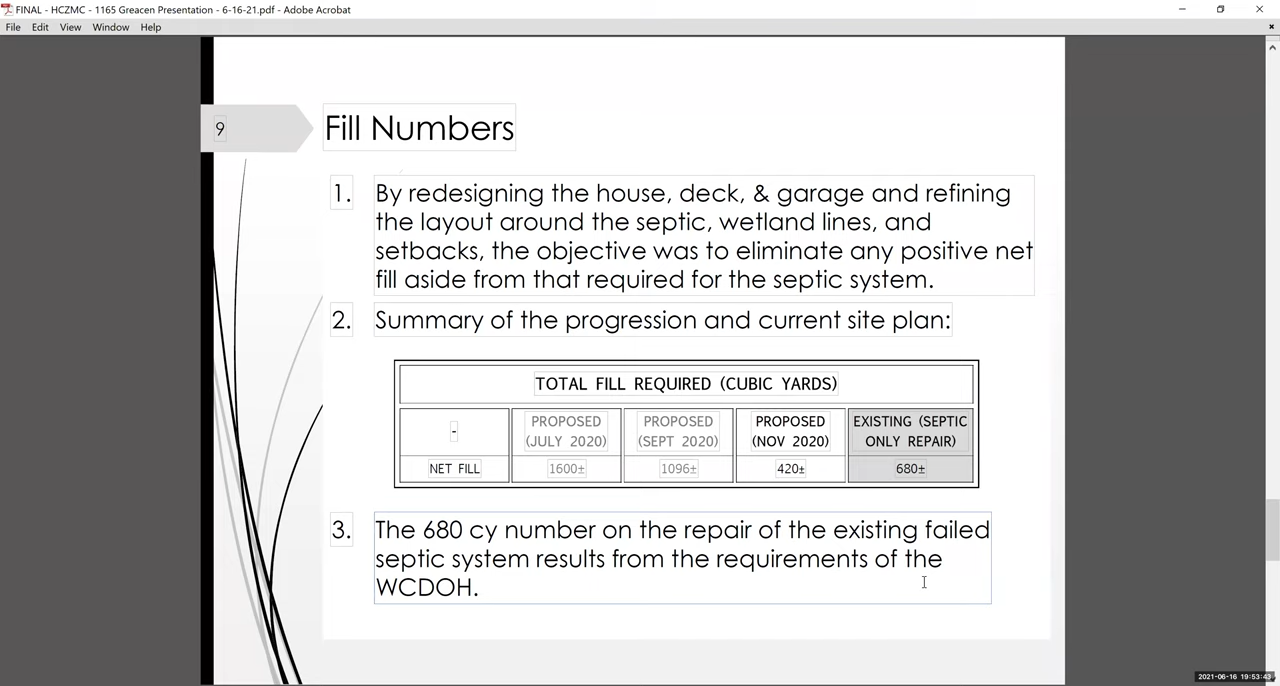 FINAL - HCZMC - 1165 Greacen Presentation - 6-16-21.pdf - Adobe Acrobat
File Edit View Window Help
9
Fill Numbers
1. By redesigning the house, deck, & garage and refining
the layout around the septic, wetland lines, and
setbacks, the objective was to eliminate any positive net
fill aside from that required for the septic system.
2. Summary of the progression and current site plan:
TOTAL FILL REQUIRED (CUBIC YARDS)
- PROPOSED (JULY 2020) PROPOSED (SEPT 2020) PROPOSED (NOV 2020) EXISTING (SEPTIC ONLY REPAIR)
NET FILL 1600± 1096± 420± 680±
3. The 680 cy number on the repair of the existing failed
septic system results from the requirements of the
WCDOH.
2021-06-16 19:53:43